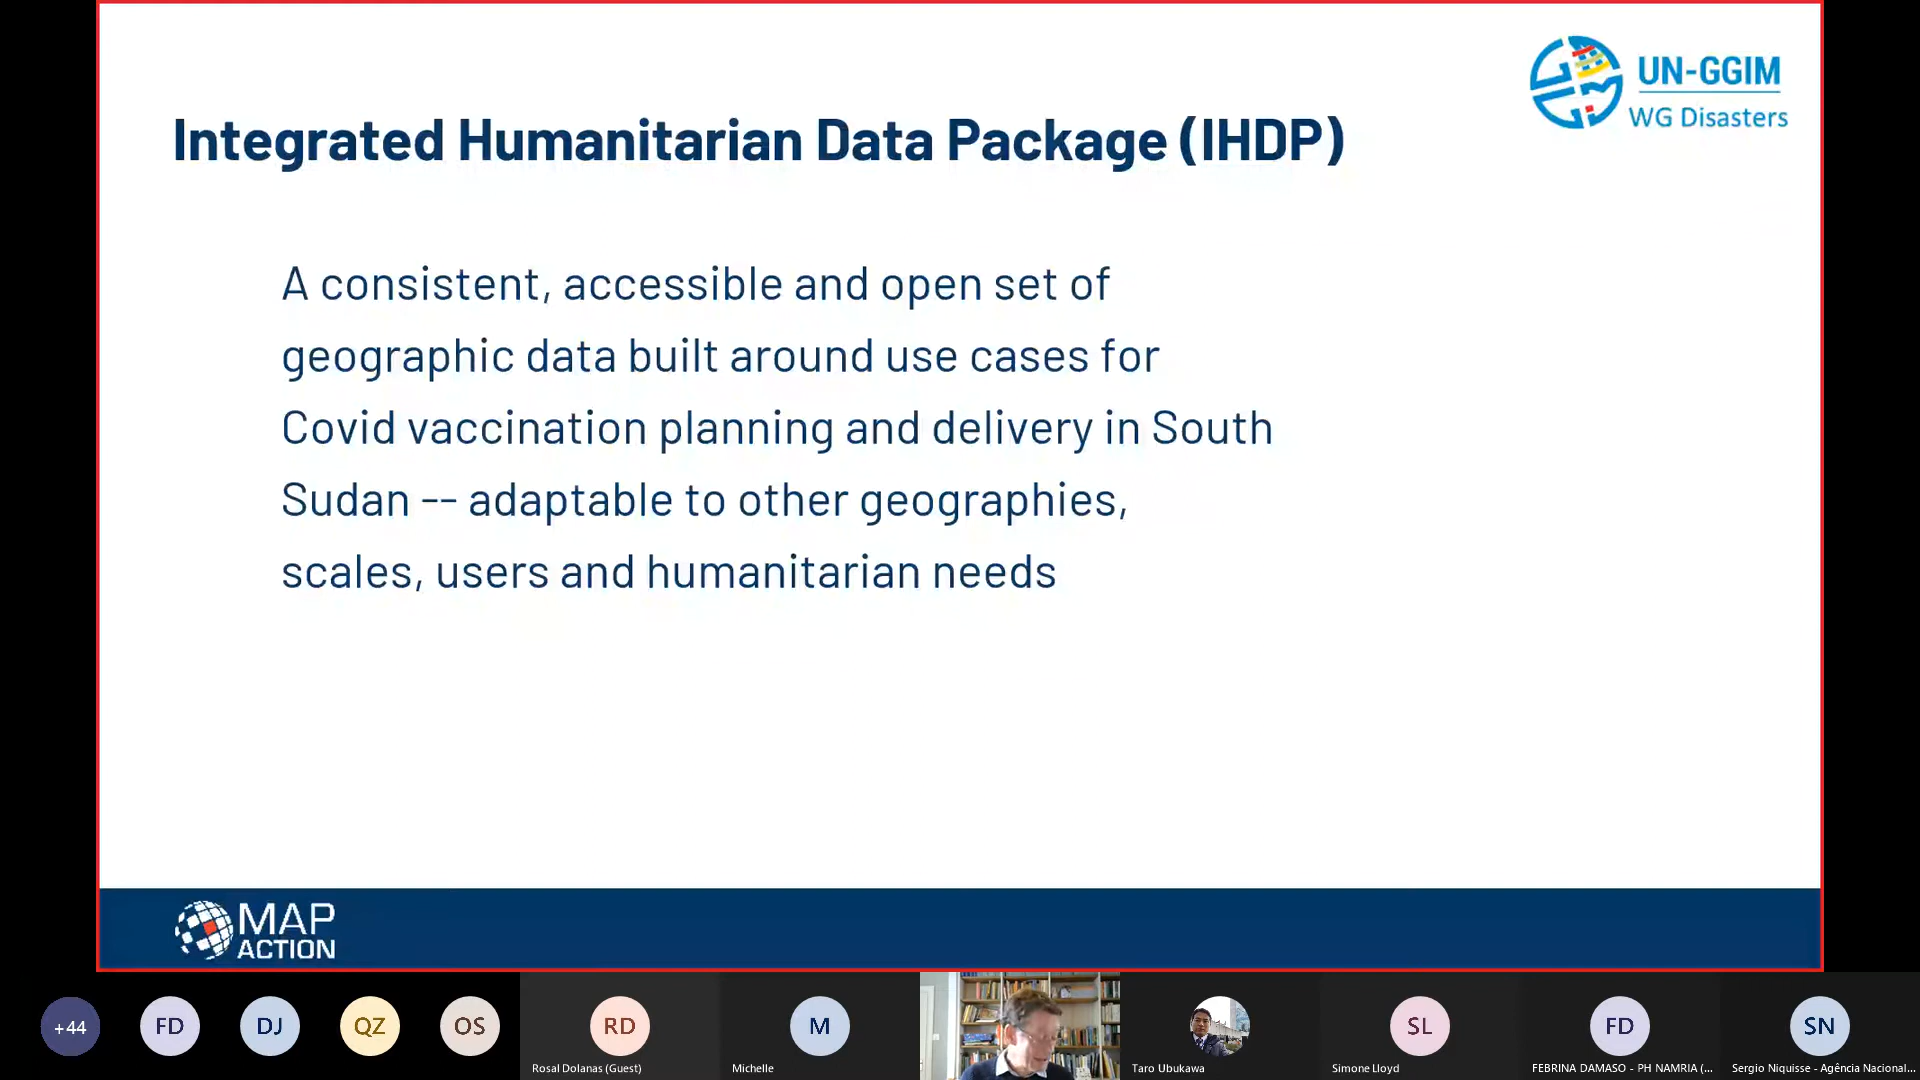 UN-GGIM
WG Disasters
Integrated Humanitarian Data Package (IHDP)
A consistent, accessible and open set of
geographic data built around use cases for
Covid vaccination planning and delivery in South
Sudan -- adaptable to other geographies,
scales, users and humanitarian needs
MAP
ACTION
+44
FD
DJ
QZ
OS
RD
M
SL
FD
SN
Rosal Dolanas (Guest)
Michelle
Taro Ubukawa
Simone Lloyd
FEBRINA DAMASO - PH NAMRIA (...
Sergio Niquisse - Agência Nacional...